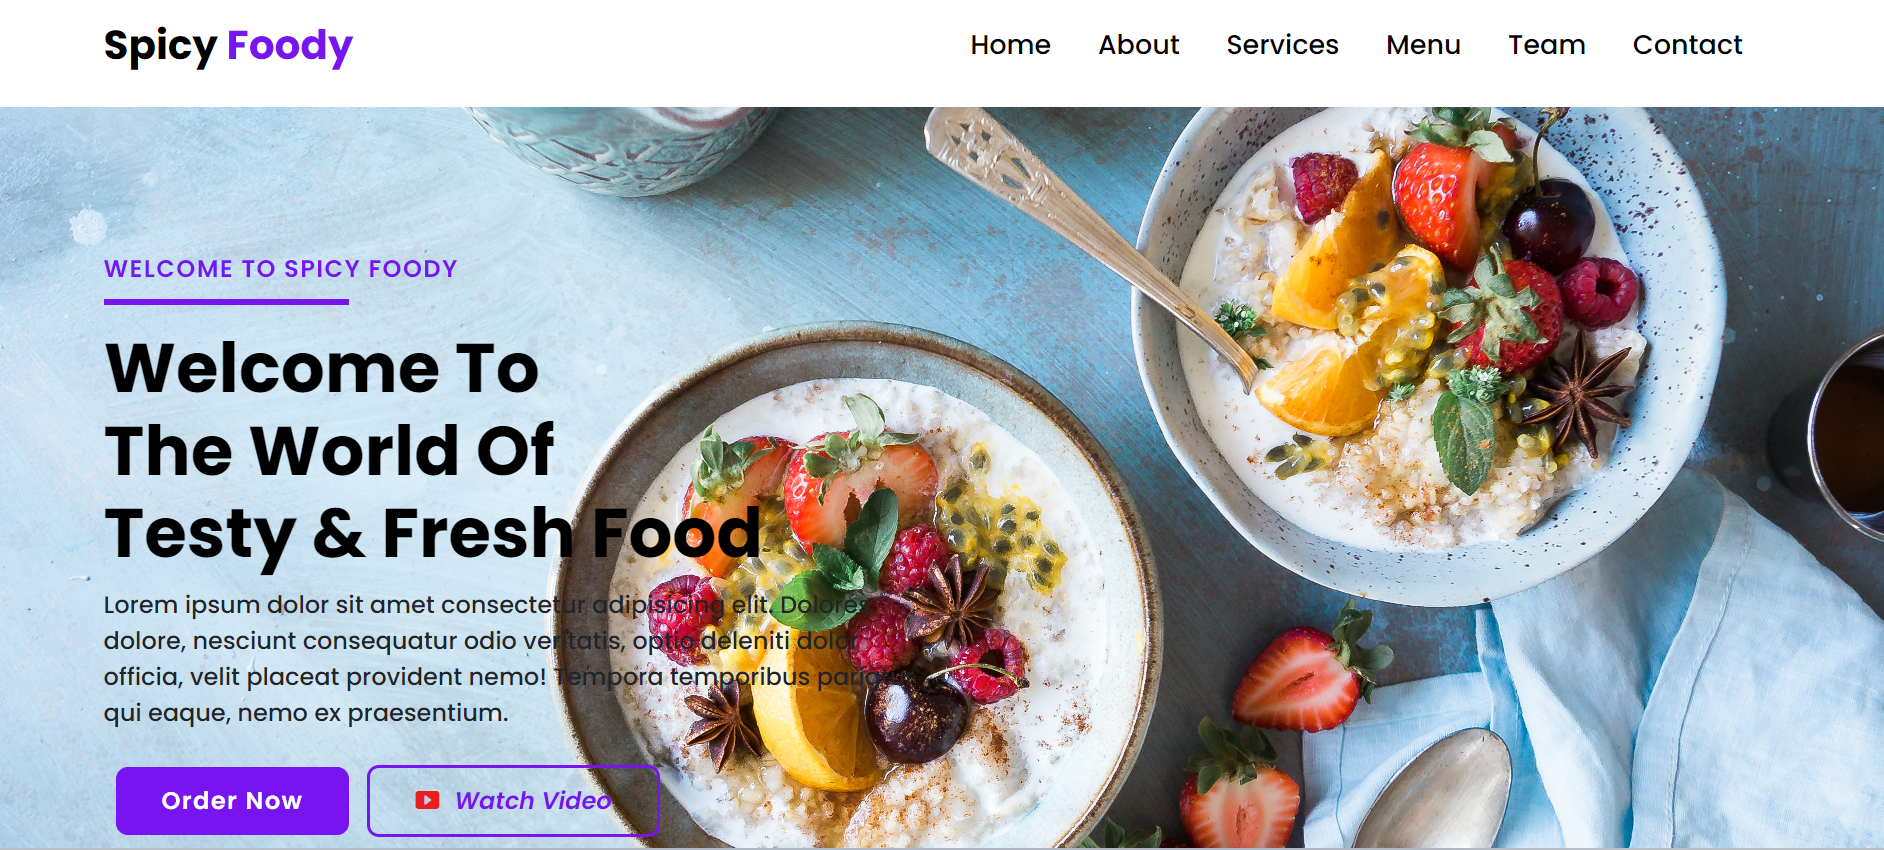 Spicy Foody
Home About Services Menu Team Contact
WELCOME TO SPICY FOODY
Welcome To
The World Of
Testy & Fresh Food
Lorem ipsum dolor sit amet consectetur adipisicing elit. Dolores
dolore, nesciunt consequatur odio veritatis, optio deleniti dolor
officia, velit placeat provident nemo! Tempora temporibus
qui eaque, nemo ex praesentium.
Order Now
Watch Video